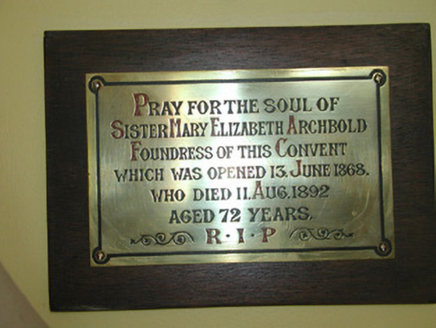 PRAY FOR THE SOUL OF
SISTER MARY ELIZABETH ARCHBOLD
FOUNDRESS OF THIS CONVENT
WHICH WAS OPENED 13. JUNE 1868.
WHO DIED 11. AUG. 1892
AGED 72 YEARS.
R · I · P